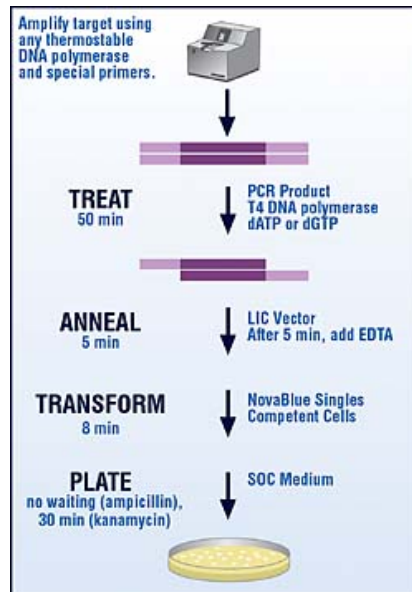 Amplify target using
any thermostable
DNA polymerase
and special primers.
TREAT
50 min
PCR Product
T4 DNA polymerase
dATP or dGTP
ANNEAL
5 min
LIC Vector
After 5 min, add EDTA
TRANSFORM
8 min
NovaBlue Singles
Competent Cells
PLATE
no waiting (ampicillin),
30 min (kanamycin)
SOC Medium